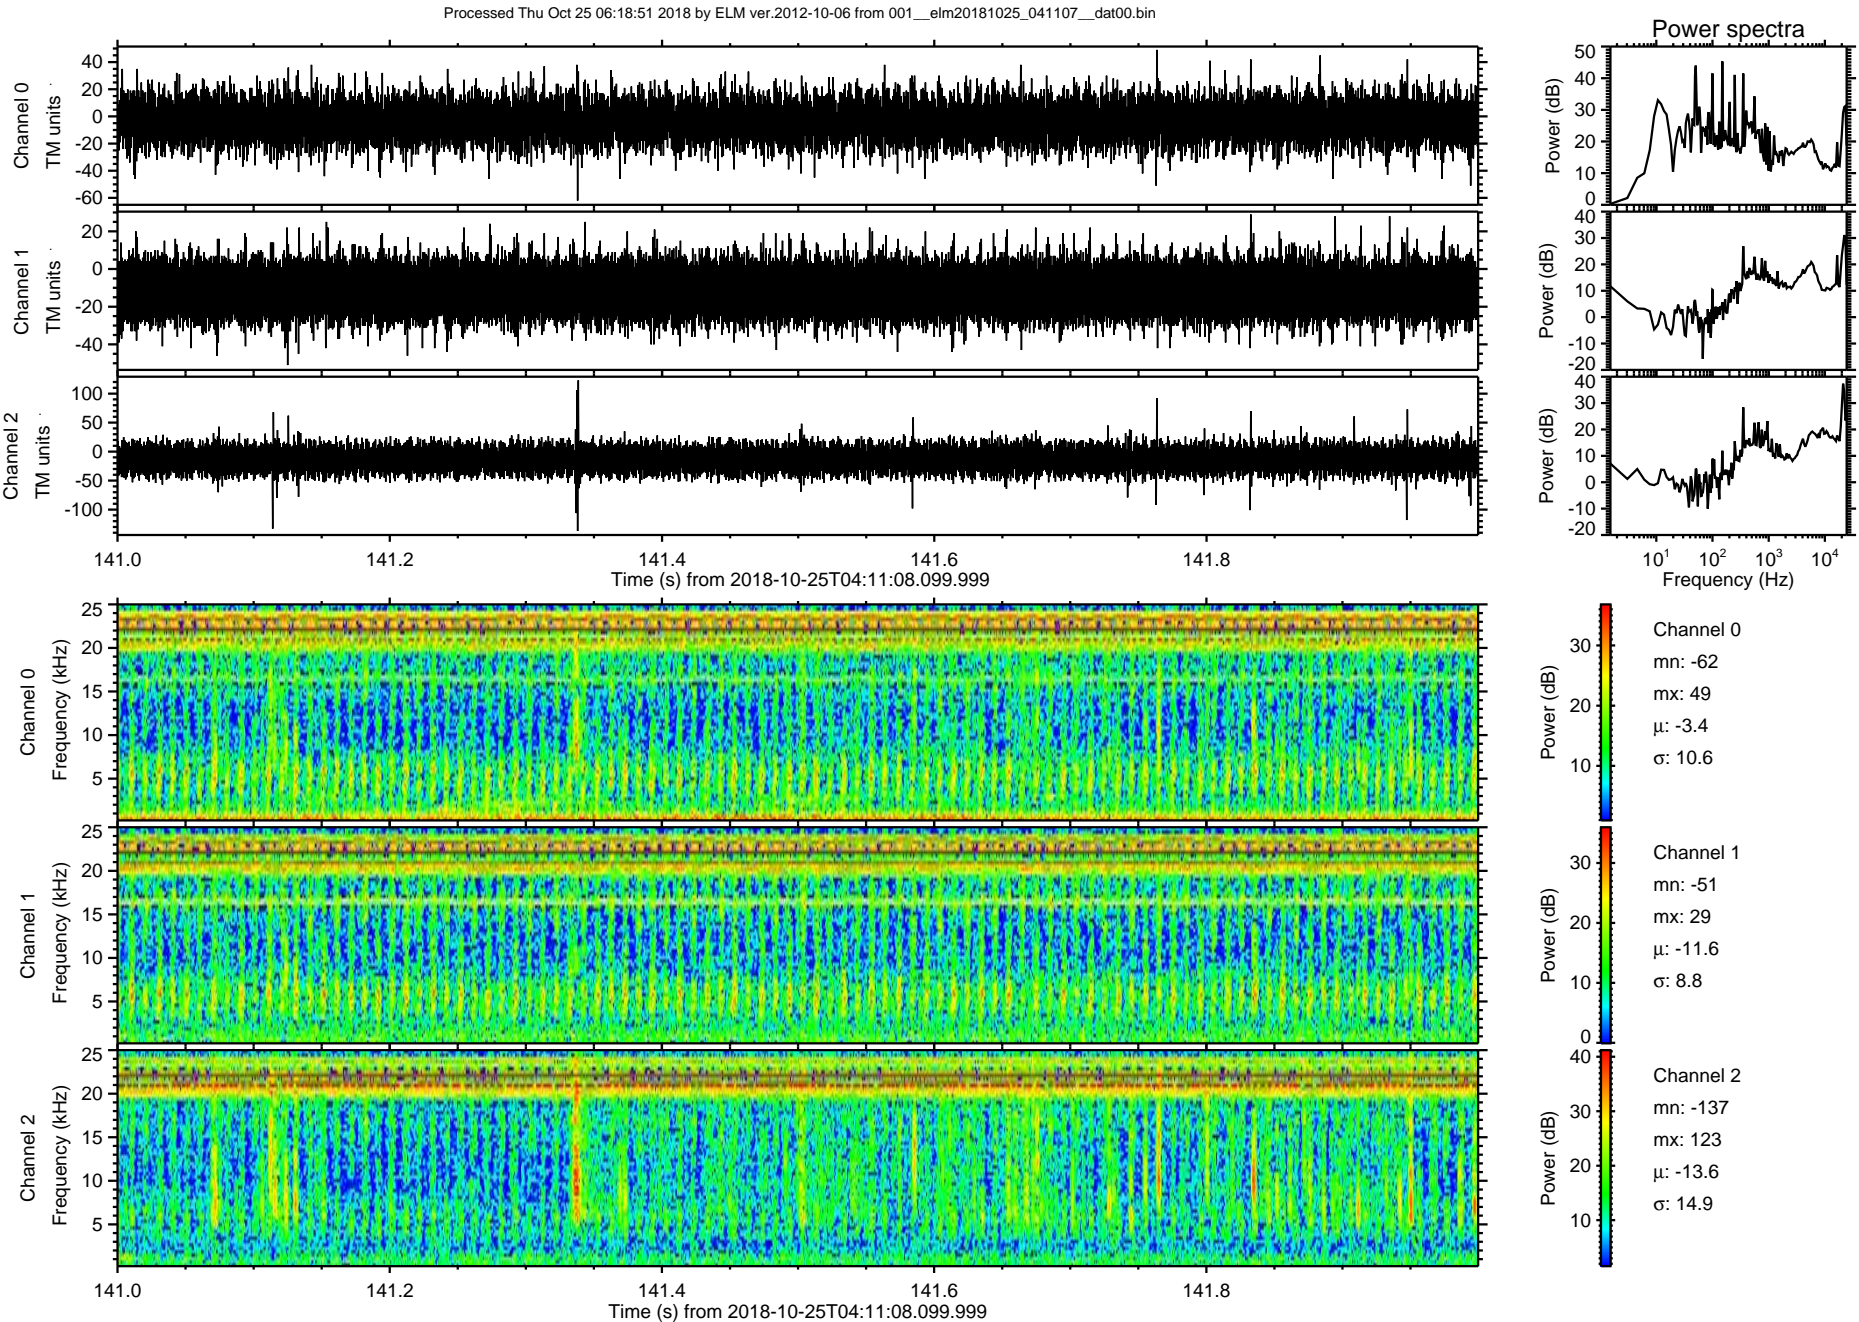 Processed Thu Oct 25 06:18:51 2018 by ELM ver.2012-10-06 from 001__elm20181025_041107__dat00.bin
Power spectra
Channel 0
TM units
40
20
0
-20
-40
-60
Power (dB)
50
40
30
20
10
0
Channel 1
TM units
20
0
-20
-40
Power (dB)
40
30
20
10
0
-10
-20
Channel 2
TM units
100
50
0
-50
-100
Power (dB)
40
30
20
10
0
-10
-20
141.0 141.2 141.4 141.6 141.8
Time (s) from 2018-10-25T04:11:08.099.999
10¹ 10² 10³ 10⁴
Frequency (Hz)
Channel 0
Frequency (kHz)
25
20
15
10
5
Power (dB)
30
20
10
Channel 0
mn: -62
mx: 49
µ: -3.4
σ: 10.6
Channel 1
Frequency (kHz)
25
20
15
10
5
Power (dB)
30
20
10
0
Channel 1
mn: -51
mx: 29
µ: -11.6
σ: 8.8
Channel 2
Frequency (kHz)
25
20
15
10
5
Power (dB)
40
30
20
10
Channel 2
mn: -137
mx: 123
µ: -13.6
σ: 14.9
141.0 141.2 141.4 141.6 141.8
Time (s) from 2018-10-25T04:11:08.099.999